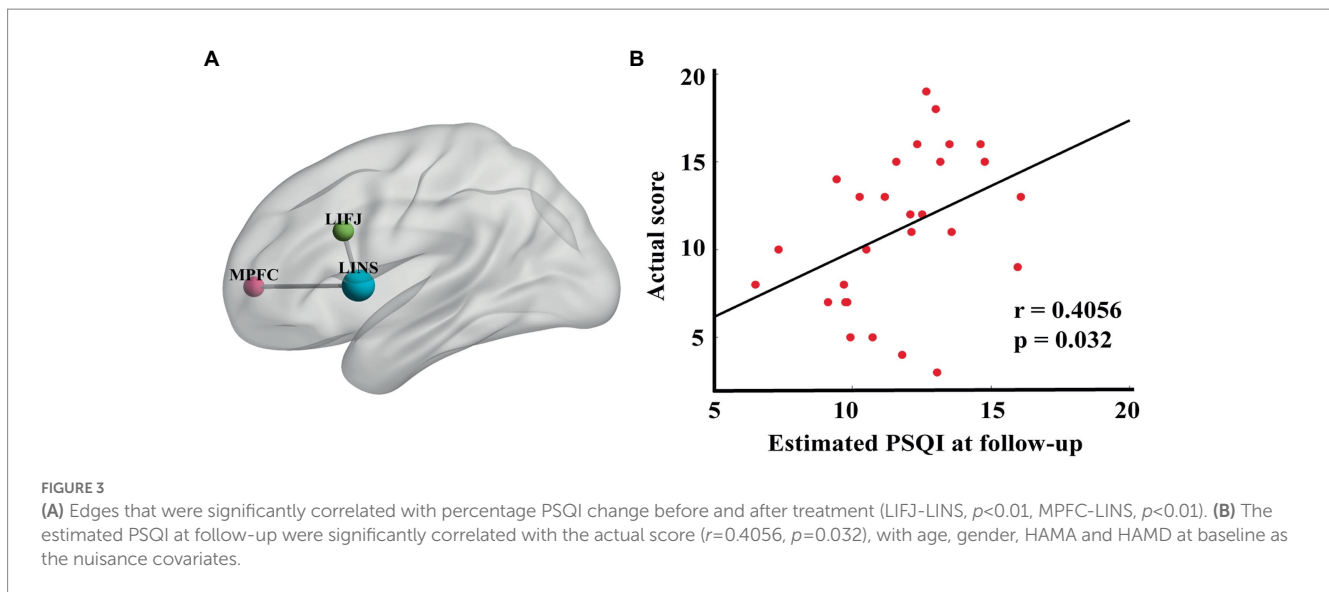 A
LIFJ
LINS
MPFC
B
20
15
10
5
Actual score
r = 0.4056
p = 0.032
5 10 15 20
Estimated PSQI at follow-up
FIGURE 3
(A) Edges that were significantly correlated with percentage PSQI change before and after treatment (LIFJ-LINS, p<0.01, MPFC-LINS, p<0.01). (B) The
estimated PSQI at follow-up were significantly correlated with the actual score (r=0.4056, p=0.032), with age, gender, HAMA and HAMD at baseline as
the nuisance covariates.